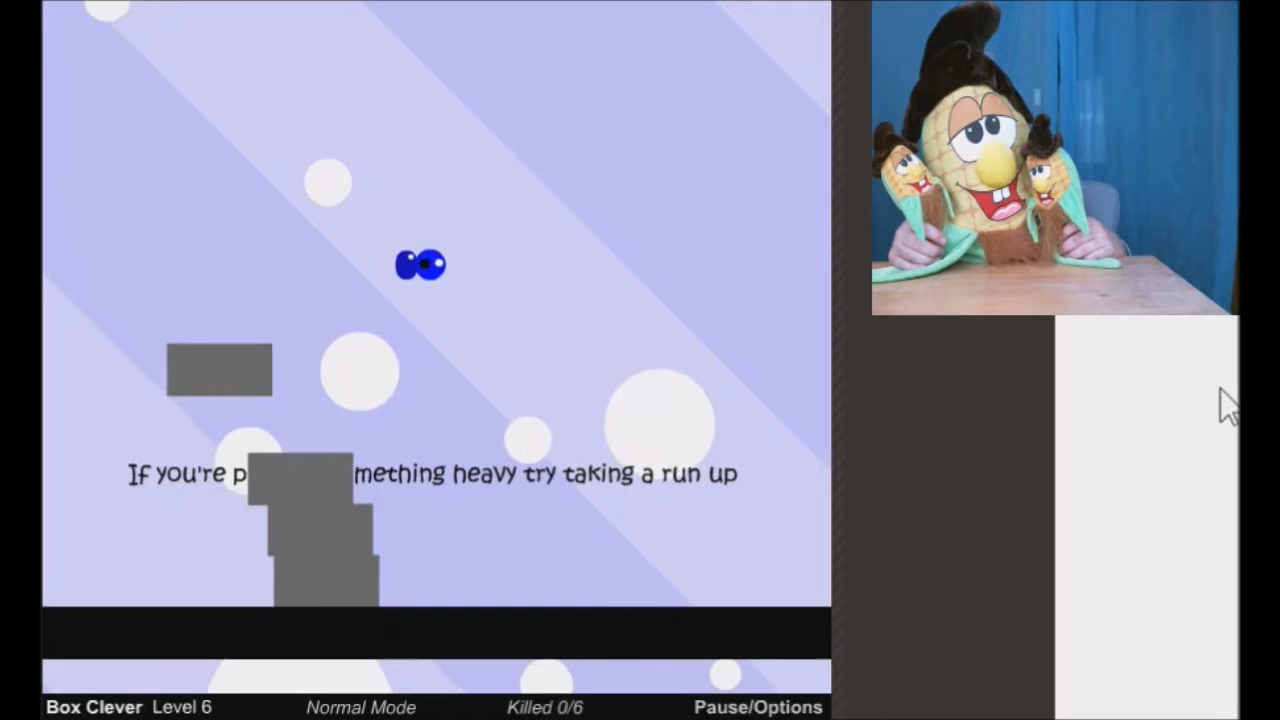 If you're p mething heavy try taking a run up
Box Clever Level 6 Normal Mode Killed 0/6 Pause/Options